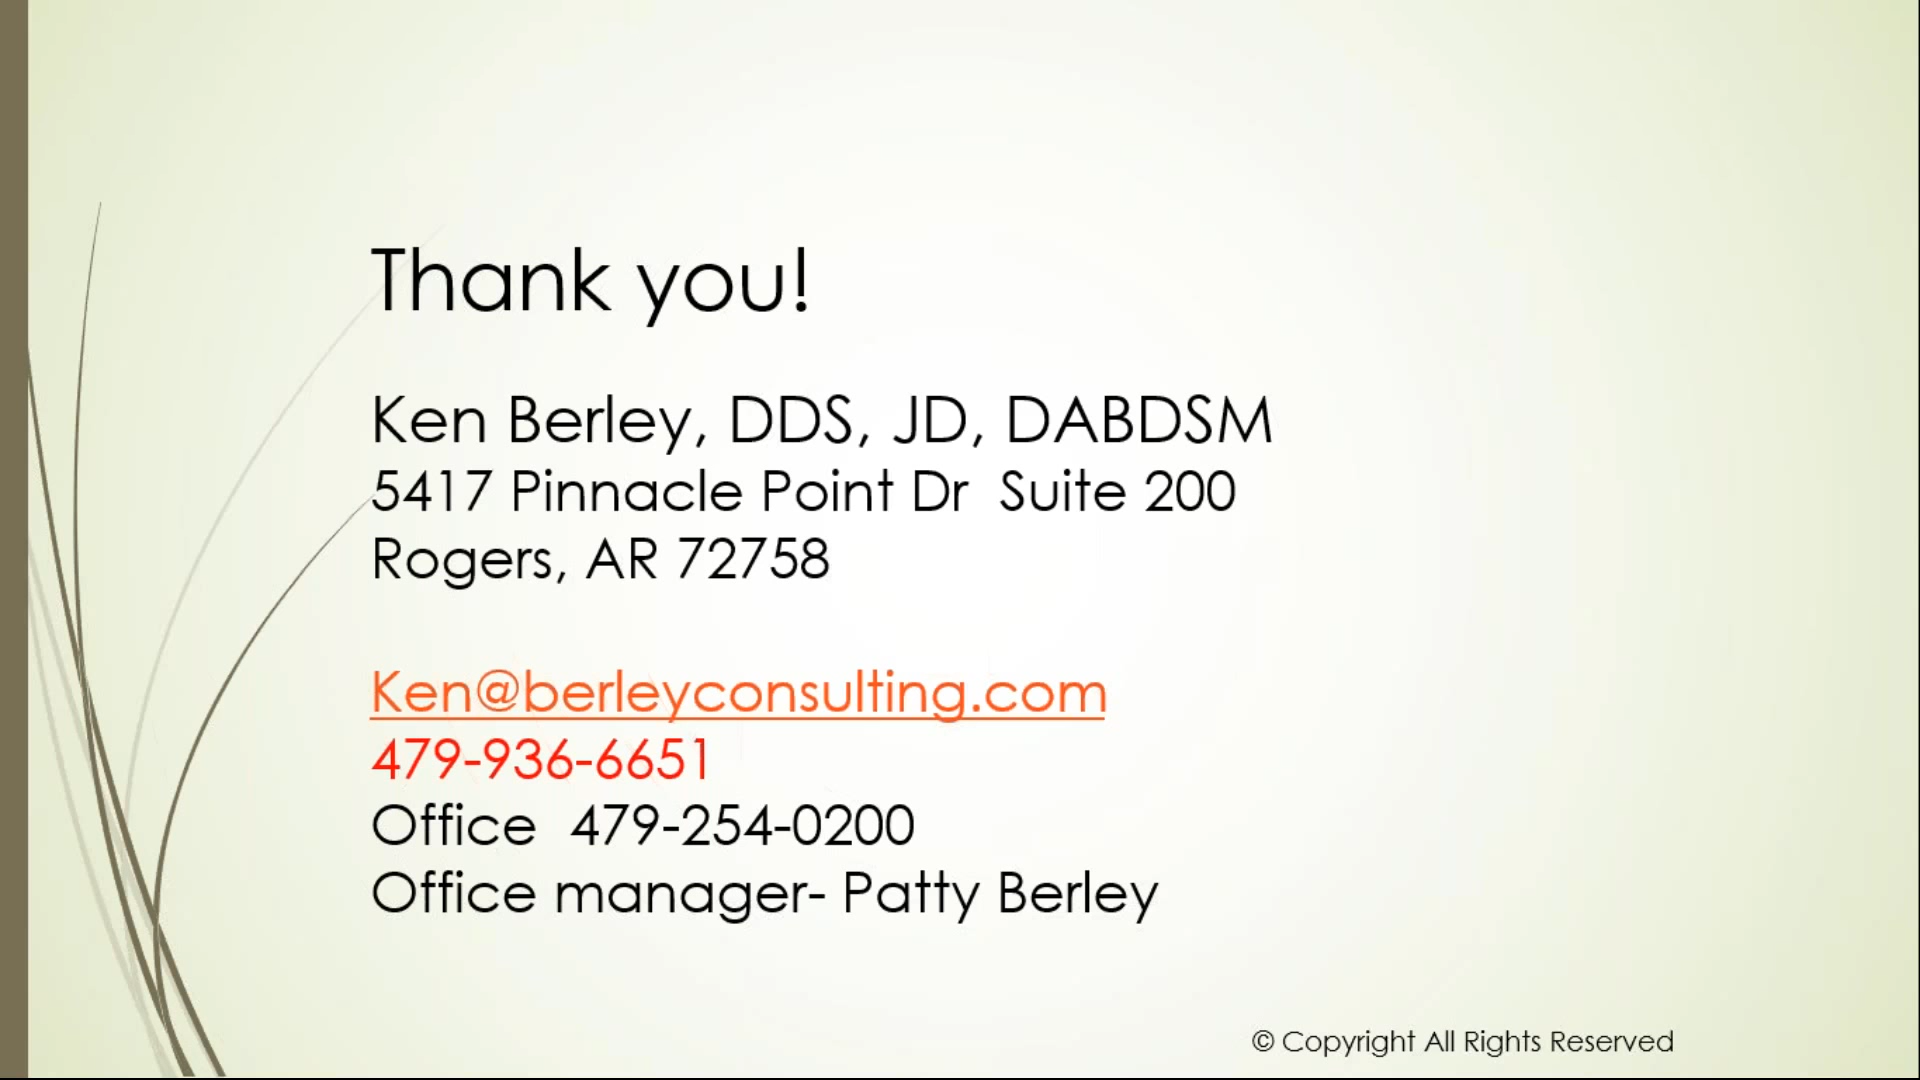 Thank you!
Ken Berley, DDS, JD, DABDSM
5417 Pinnacle Point Dr  Suite 200
Rogers, AR 72758
Ken@berleyconsulting.com
479-936-6651
Office  479-254-0200
Office manager- Patty Berley
© Copyright All Rights Reserved